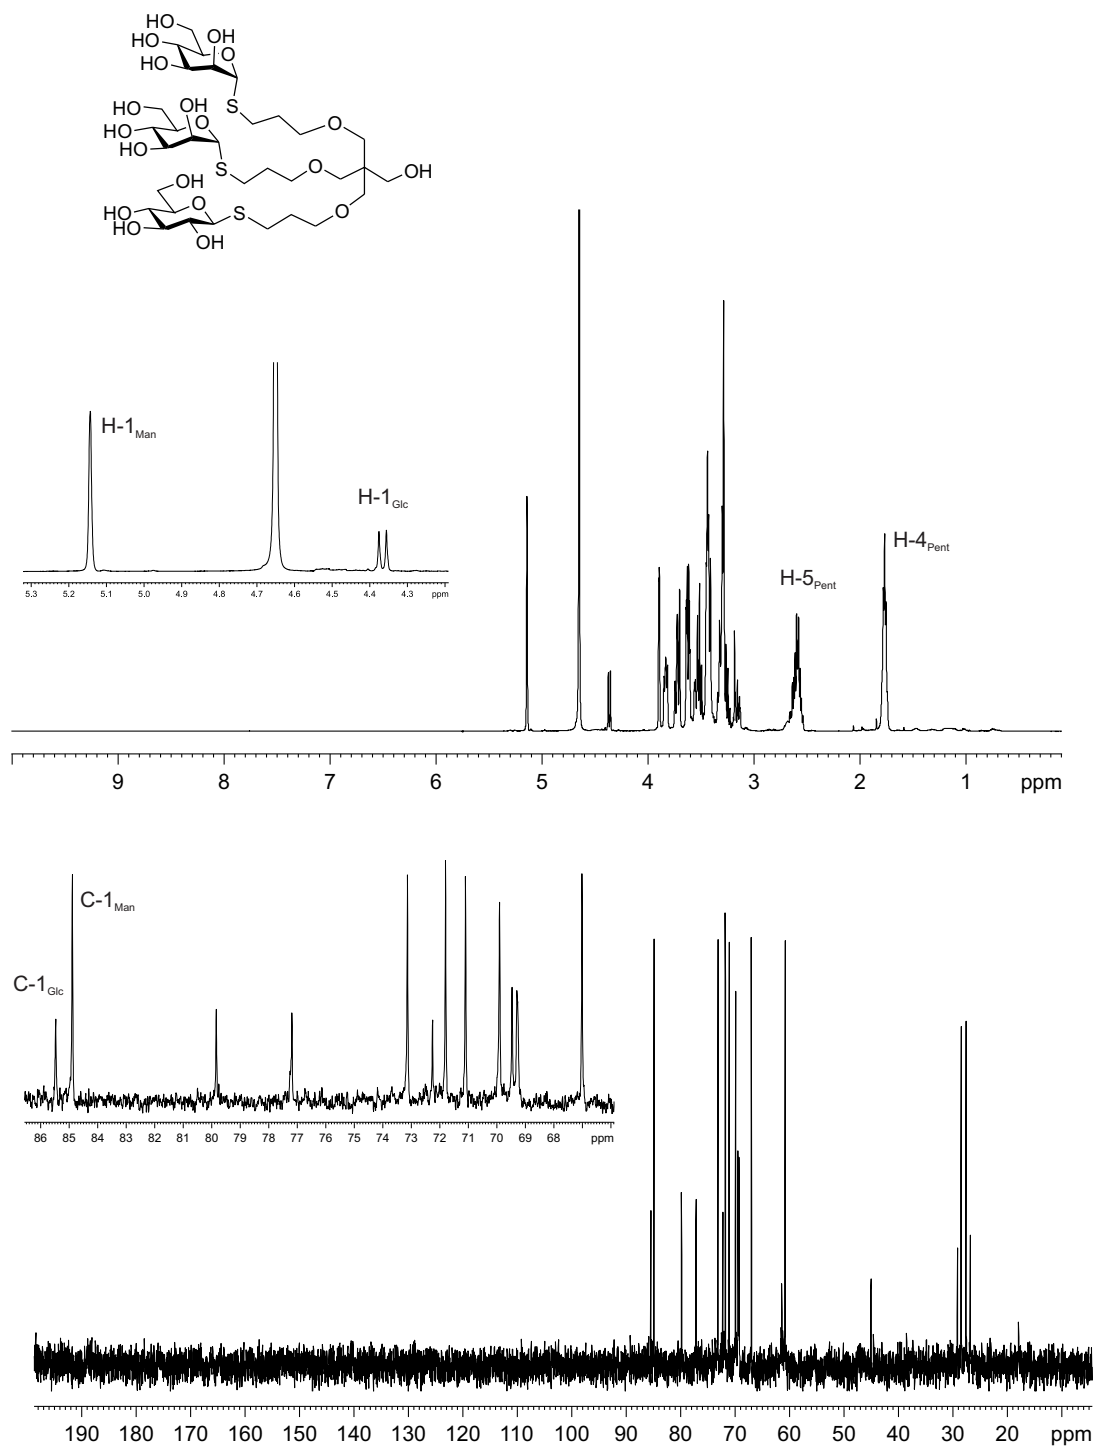 HO
OH
HO
O
HO
S
O
HO
OH
HO
O
HO
S
O
OH
OH
HO
O
S
O
HO
OH
H-1Man
H-1Glc
5.3 5.2 5.1 5.0 4.9 4.8 4.7 4.6 4.5 4.4 4.3 ppm
H-5Pent
H-4Pent
9 8 7 6 5 4 3 2 1 ppm
C-1Man
C-1Glc
86 85 84 83 82 81 80 79 78 77 76 75 74 73 72 71 70 69 68 ppm
190 180 170 160 150 140 130 120 110 100 90 80 70 60 50 40 30 20 ppm